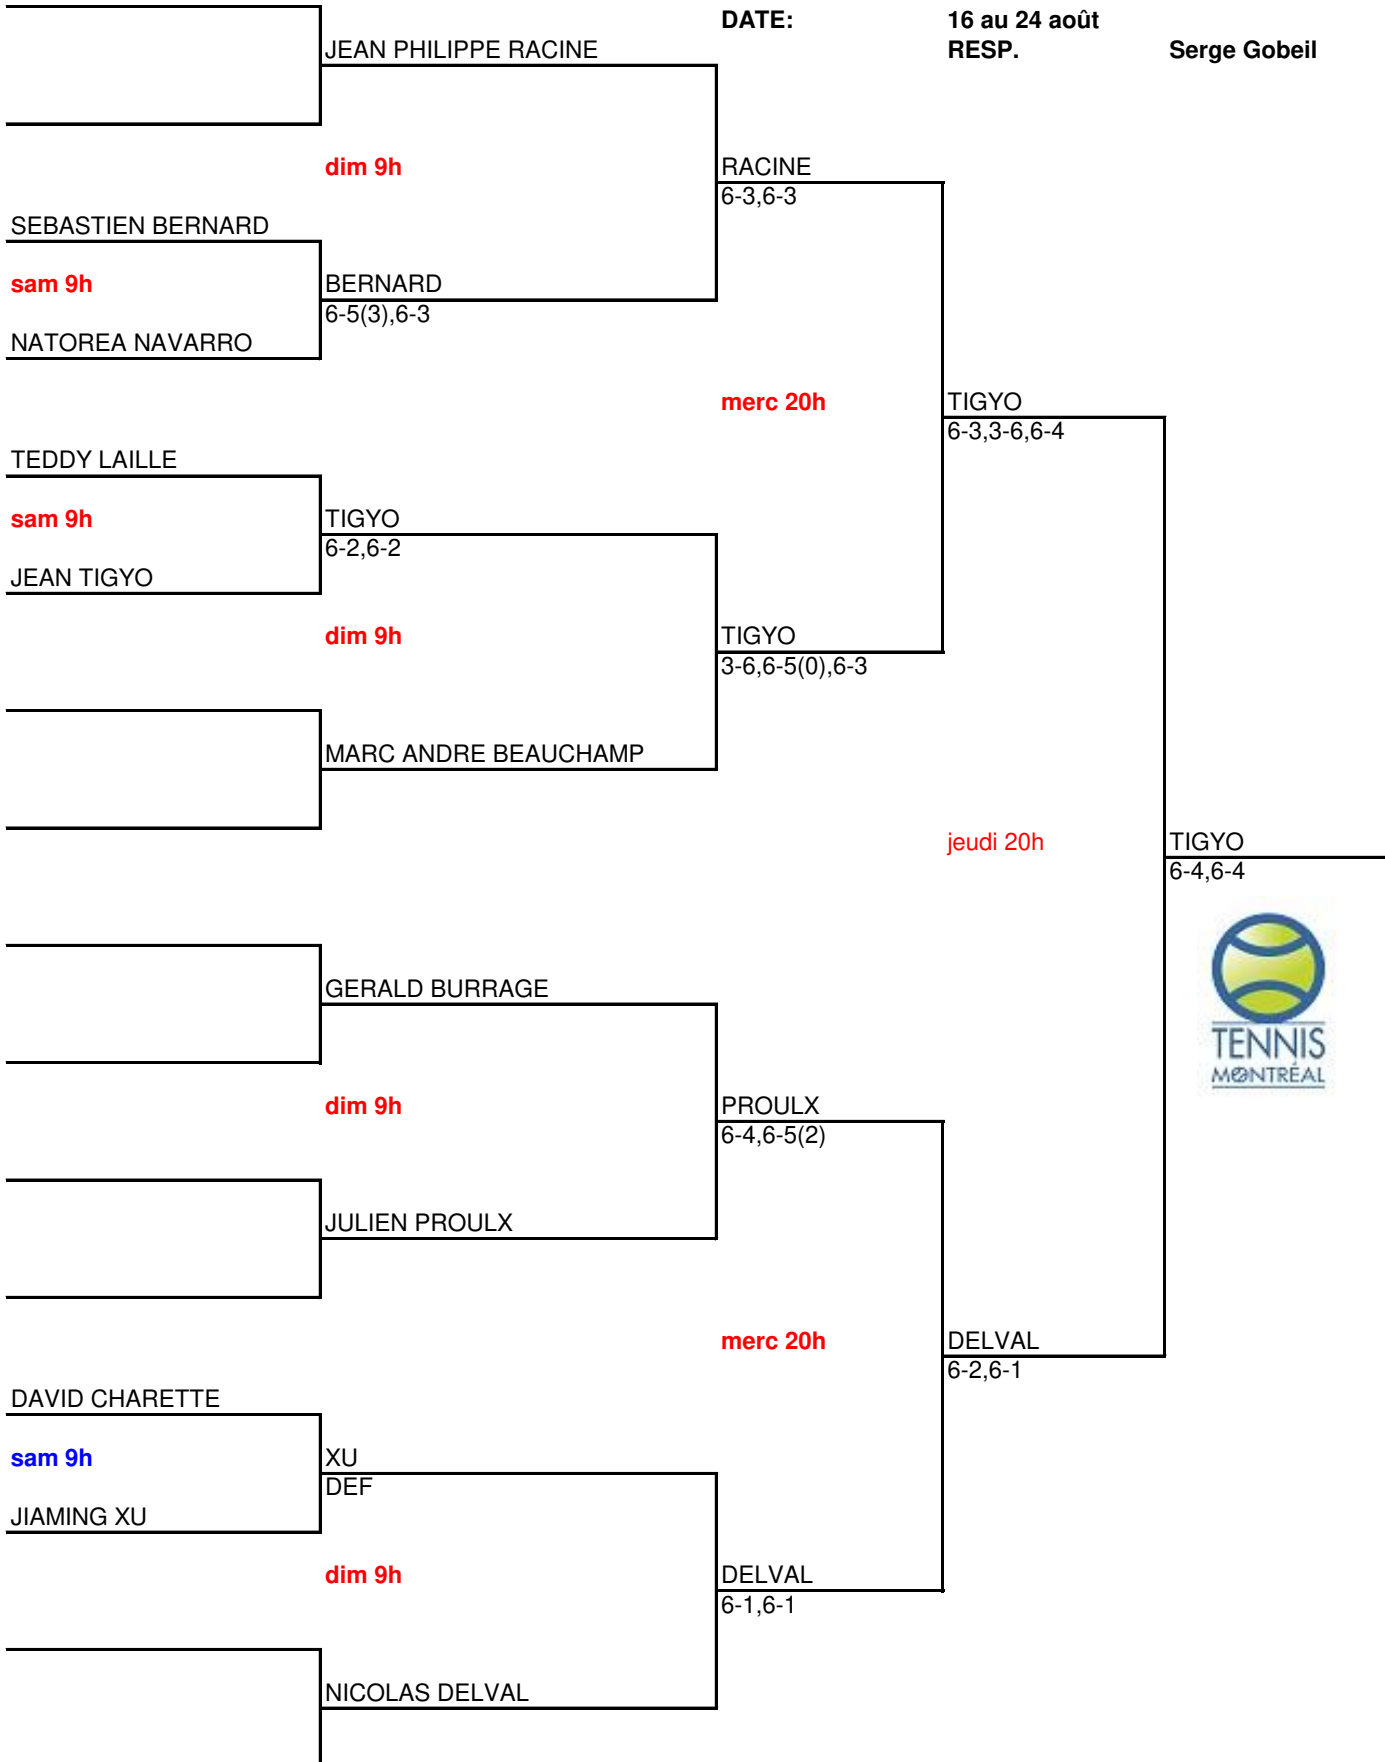 DATE: 16 au 24 août
JEAN PHILIPPE RACINE RESP. Serge Gobeil
dim 9h RACINE
6-3,6-3
SEBASTIEN BERNARD
sam 9h BERNARD
6-5(3),6-3
NATOREA NAVARRO
merc 20h TIGYO
6-3,3-6,6-4
TEDDY LAILLE
sam 9h TIGYO
6-2,6-2
JEAN TIGYO
dim 9h TIGYO
3-6,6-5(0),6-3
MARC ANDRE BEAUCHAMP
jeudi 20h TIGYO
6-4,6-4
GERALD BURRAGE
TENNIS
MONTRÉAL
dim 9h PROULX
6-4,6-5(2)
JULIEN PROULX
merc 20h DELVAL
6-2,6-1
DAVID CHARETTE
sam 9h XU
DEF
JIAMING XU
dim 9h DELVAL
6-1,6-1
NICOLAS DELVAL